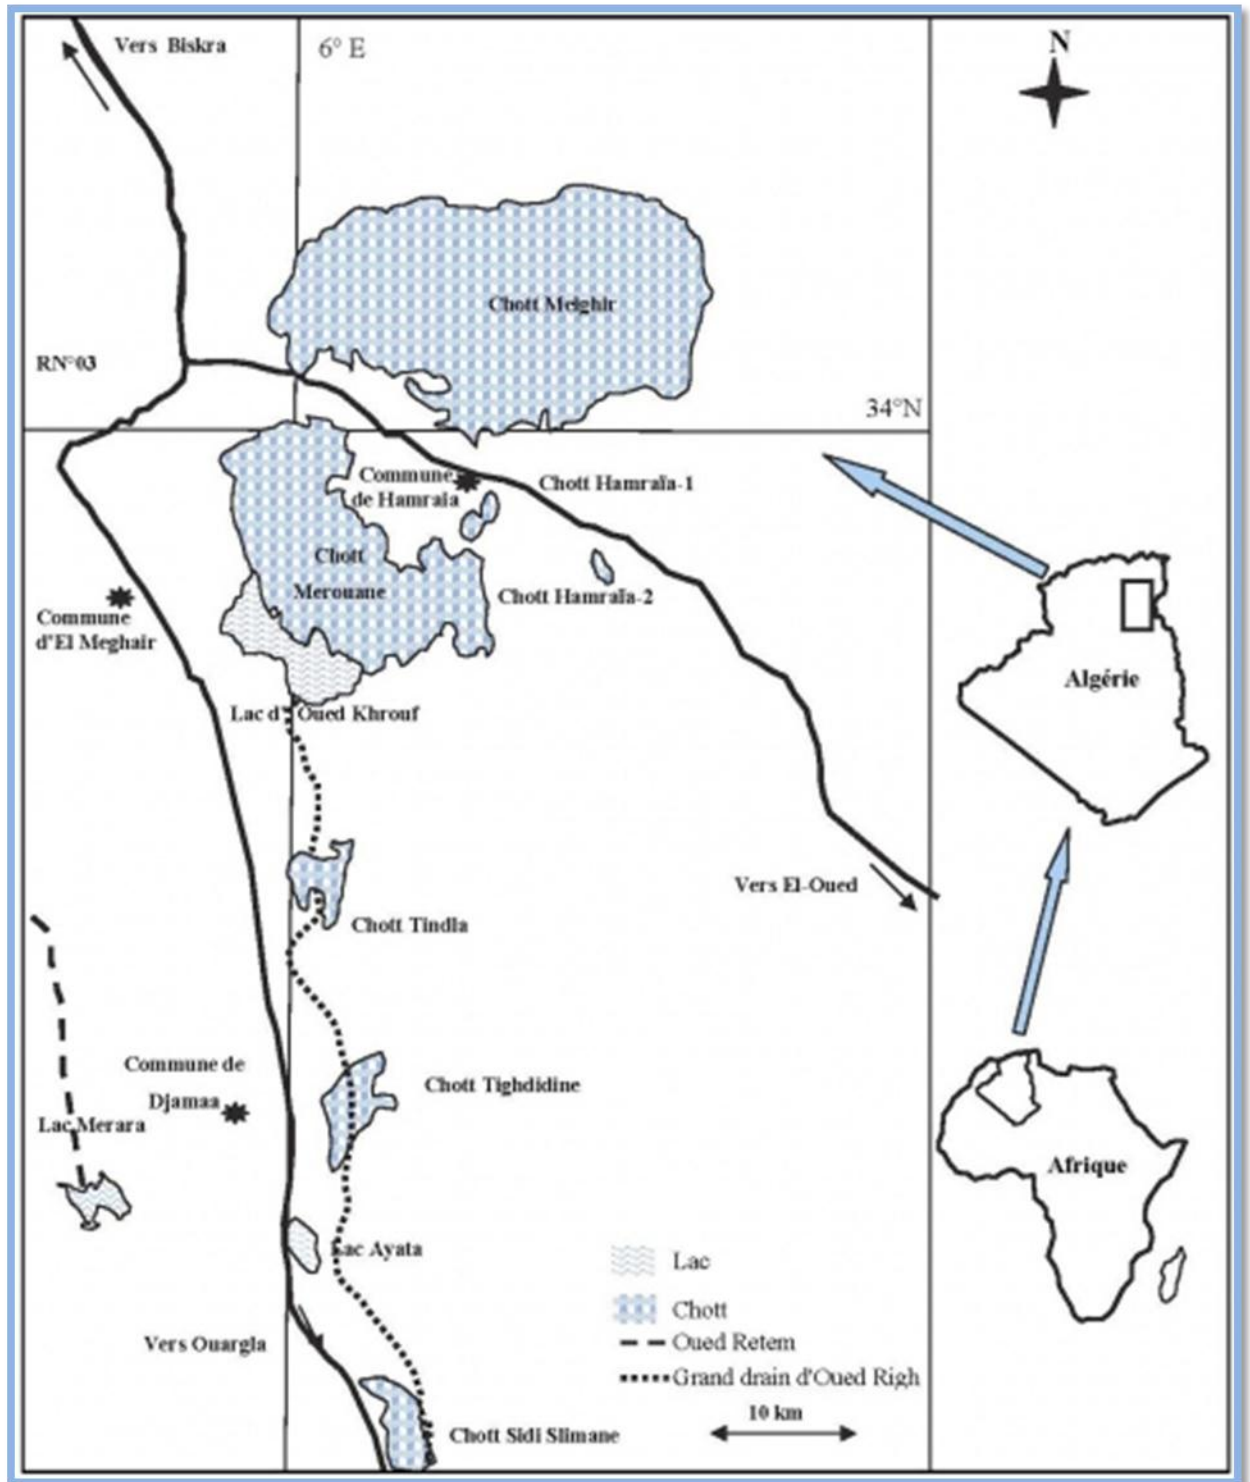 Vers Biskra
6° E
N
Chott Melghir
RN°03
34°N
Commune
de Hamraia
Chott Hamraïa-1
Chott
Merouane
Chott Hamraïa-2
Commune
d'El Meghair
Algérie
Lac d' Oued Khrouf
Vers El-Oued
Chott Tindla
Commune de
Djamaa
Chott Tighdidine
Lac Merara
Afrique
Lac Ayata
Lac
Chott
Vers Ouargla
Oued Retem
Grand drain d'Oued Righ
10 km
Chott Sidi Slimane